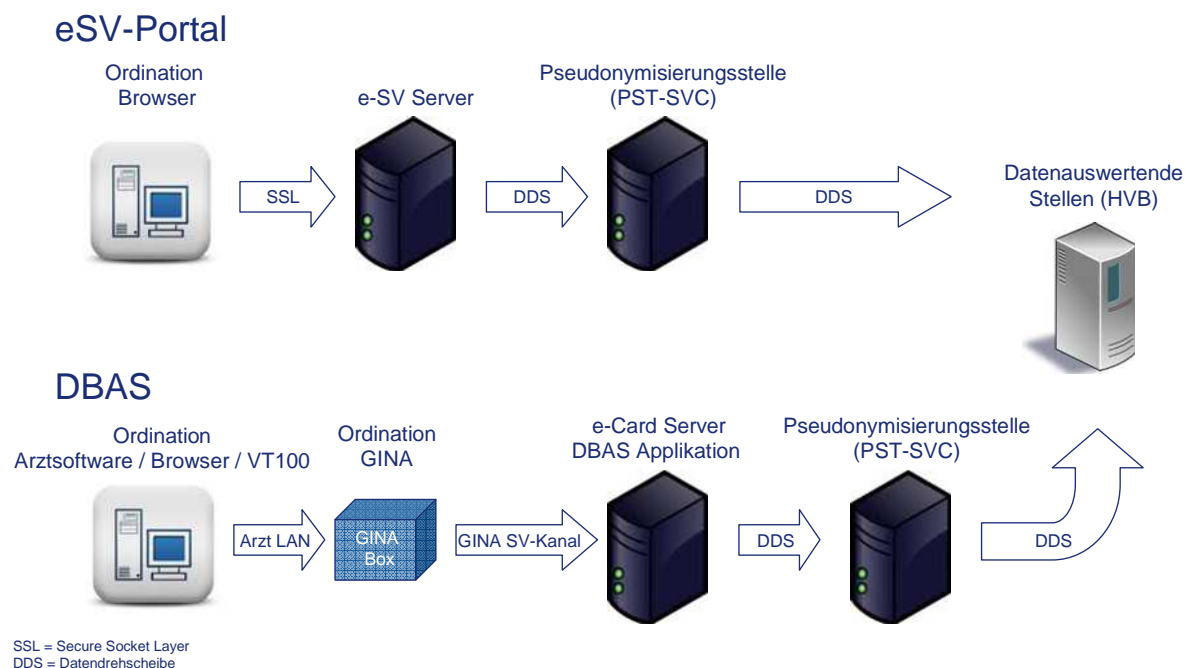 eSV-Portal
Ordination
Browser
e-SV Server
Pseudonymisierungsstelle
(PST-SVC)
SSL
DDS
DDS
Datenauswertende
Stellen (HVB)
DBAS
Ordination
Arztsoftware / Browser / VT100
Ordination
GINA
e-Card Server
DBAS Applikation
Pseudonymisierungsstelle
(PST-SVC)
Arzt LAN
GINA
Box
GINA SV-Kanal
DDS
DDS
SSL = Secure Socket Layer
DDS = Datendrehscheibe